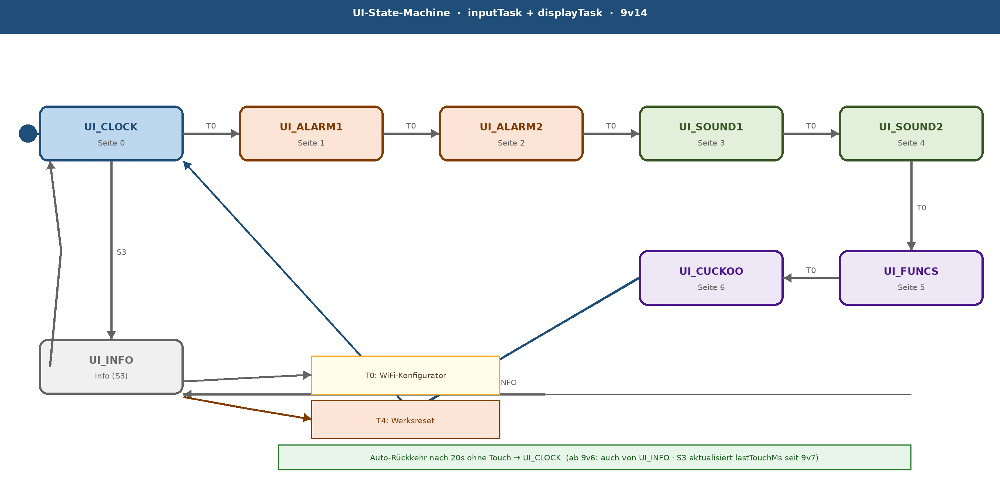 UI-State-Machine · inputTask + displayTask · 9v14
UI_CLOCK
Seite 0
T0
UI_ALARM1
Seite 1
T0
UI_ALARM2
Seite 2
T0
UI_SOUND1
Seite 3
T0
UI_SOUND2
Seite 4
T0
S3
UI_CUCKOO
Seite 6
T0
UI_FUNCS
Seite 5
UI_INFO
Info (S3)
T0: WiFi-Konfigurator
NFO
T4: Werksreset
Auto-Rückkehr nach 20s ohne Touch → UI_CLOCK (ab 9v6: auch von UI_INFO · S3 aktualisiert lastTouchMs seit 9v7)